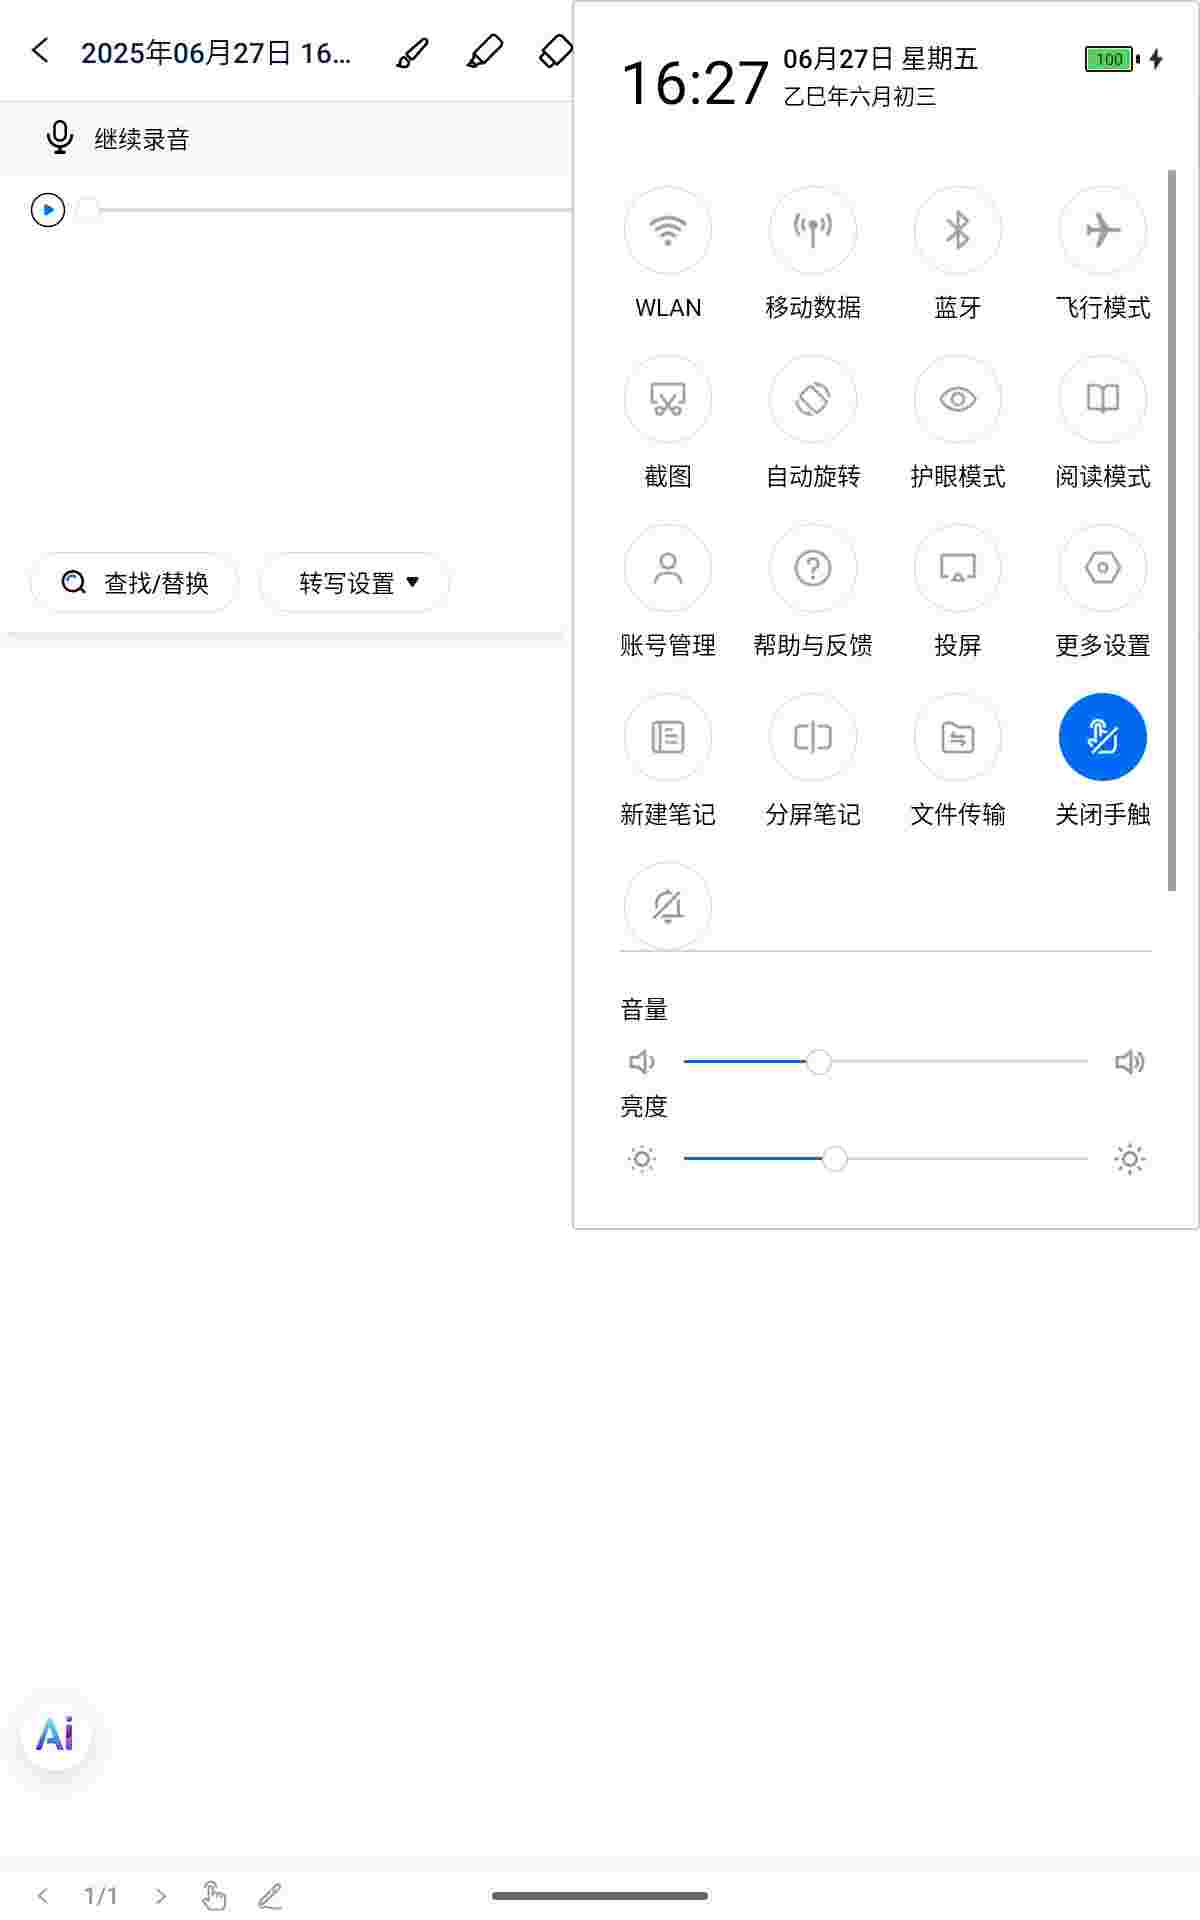 2025年06月27日 16...
继续录音
查找/替换
转写设置
16:27
06月27日 星期五
乙巳年六月初三
100
WLAN
移动数据
蓝牙
飞行模式
截图
自动旋转
护眼模式
阅读模式
账号管理
帮助与反馈
投屏
更多设置
新建笔记
分屏笔记
文件传输
关闭手触
音量
亮度
Ai
1/1